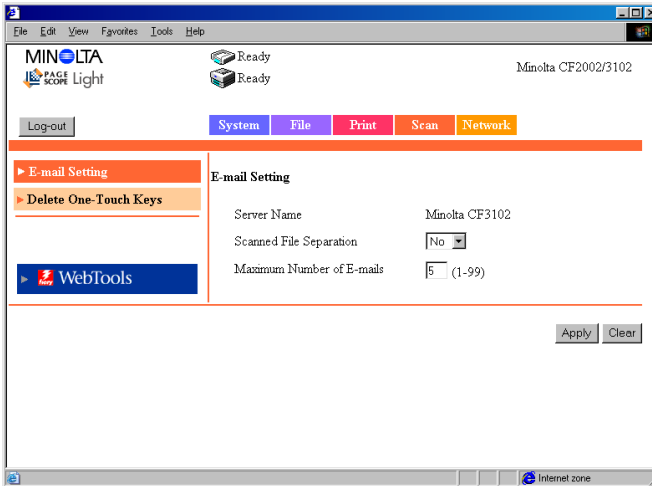 File Edit View Favorites Tools Help
MINOLTA
PAGE SCOPE Light
Ready
Ready
Minolta CF2002/3102
Log-out
System File Print Scan Network
E-mail Setting
Delete One-Touch Keys
fiery WebTools
E-mail Setting
Server Name Minolta CF3102
Scanned File Separation No
Maximum Number of E-mails 5 (1-99)
Apply Clear
Internet zone